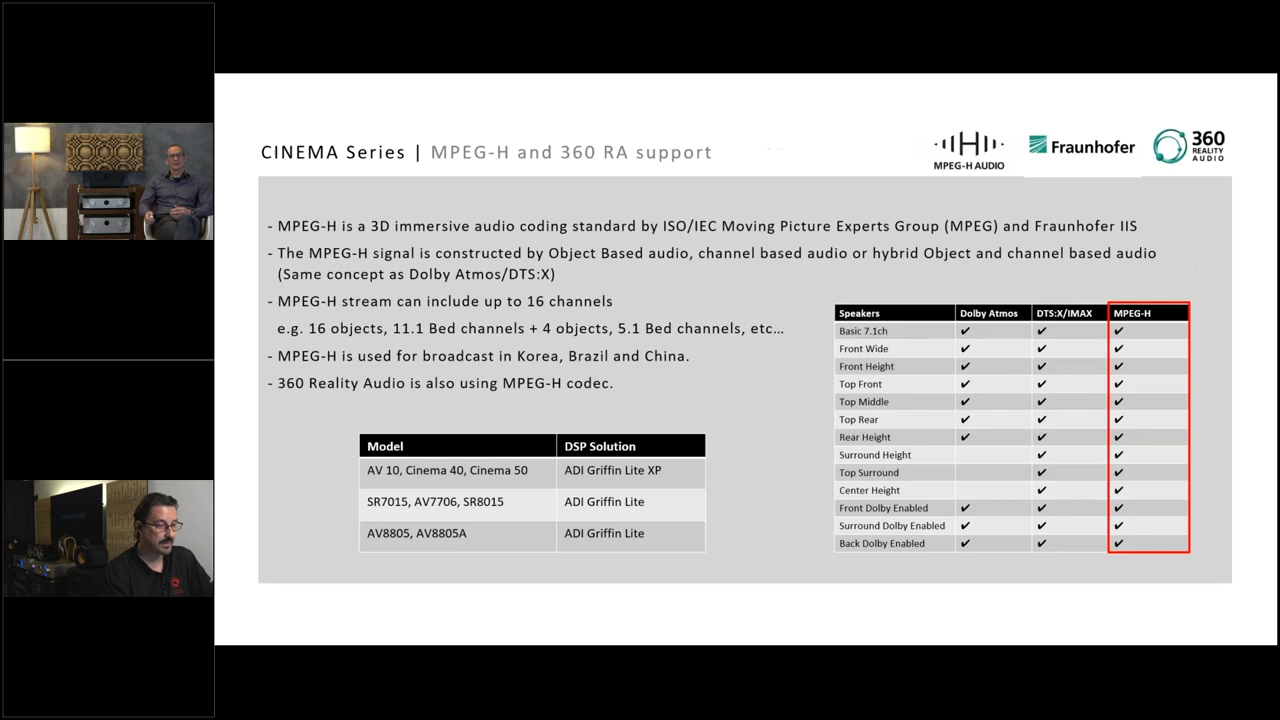 CINEMA Series | MPEG-H and 360 RA support
MPEG-H AUDIO
Fraunhofer
360
REALITY
AUDIO
- MPEG-H is a 3D immersive audio coding standard by ISO/IEC Moving Picture Experts Group (MPEG) and Fraunhofer IIS
- The MPEG-H signal is constructed by Object Based audio, channel based audio or hybrid Object and channel based audio
(Same concept as Dolby Atmos/DTS:X)
- MPEG-H stream can include up to 16 channels
e.g. 16 objects, 11.1 Bed channels + 4 objects, 5.1 Bed channels, etc...
- MPEG-H is used for broadcast in Korea, Brazil and China.
- 360 Reality Audio is also using MPEG-H codec.
Model DSP Solution
AV 10, Cinema 40, Cinema 50 ADI Griffin Lite XP
SR7015, AV7706, SR8015 ADI Griffin Lite
AV8805, AV8805A ADI Griffin Lite
Speakers Dolby Atmos DTS:X/IMAX MPEG-H
Basic 7.1ch ✔ ✔ ✔
Front Wide ✔ ✔ ✔
Front Height ✔ ✔ ✔
Top Front ✔ ✔ ✔
Top Middle ✔ ✔ ✔
Top Rear ✔ ✔ ✔
Rear Height ✔ ✔ ✔
Surround Height ✔ ✔
Top Surround ✔ ✔
Center Height ✔ ✔
Front Dolby Enabled ✔ ✔ ✔
Surround Dolby Enabled ✔ ✔ ✔
Back Dolby Enabled ✔ ✔ ✔